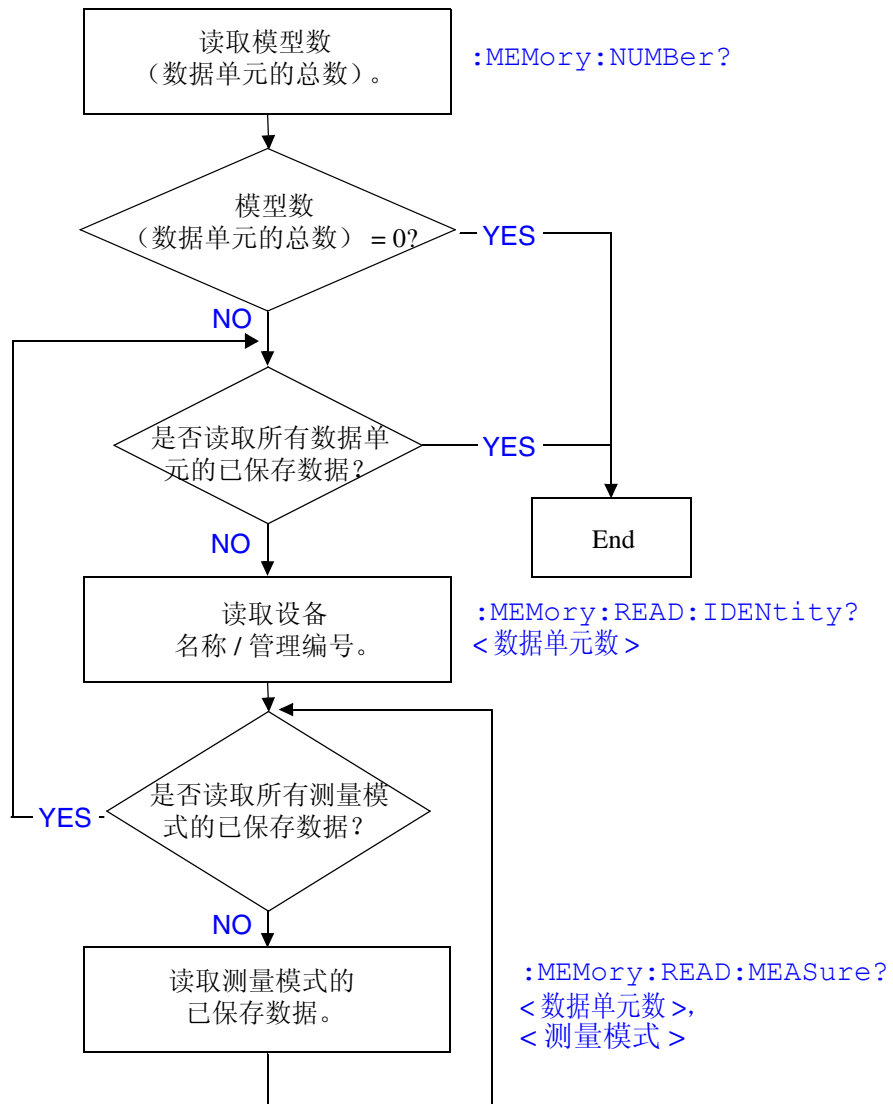 读取模型数
（数据单元的总数）。
:MEMory:NUMBer?
模型数
（数据单元的总数） = 0?
YES
NO
是否读取所有数据单
元的已保存数据？
YES
NO
End
读取设备
名称 / 管理编号。
:MEMory:READ:IDENtity?
< 数据单元数 >
是否读取所有测量模
式的已保存数据？
YES
NO
读取测量模式的
已保存数据。
:MEMory:READ:MEASure?
< 数据单元数 >,
< 测量模式 >